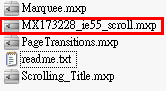 Marquee.mxp
MX173228_ie55_scroll.mxp
PageTransitions.mxp
readme.txt
Scrolling_Title.mxp